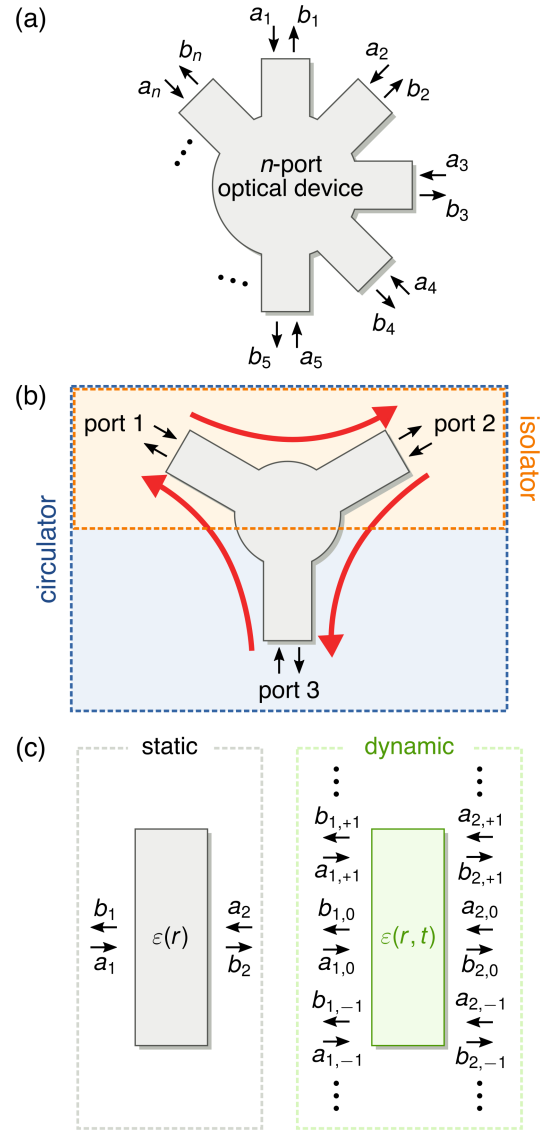 (a)
a₁ b₁
a₂
b₂
a₃
b₃
a₄
b₄
b₅ a₅
bₙ
aₙ
...
n-port
optical device
...
(b)
port 1
port 2
isolator
circulator
port 3
(c)
static
dynamic
b₁
a₁
ε(r)
a₂
b₂
...
...
b₁,₊₁
a₁,₊₁
a₂,₊₁
b₂,₊₁
b₁,₀
a₁,₀
ε(r, t)
a₂,₀
b₂,₀
b₁,₋₁
a₁,₋₁
a₂,₋₁
b₂,₋₁
...
...